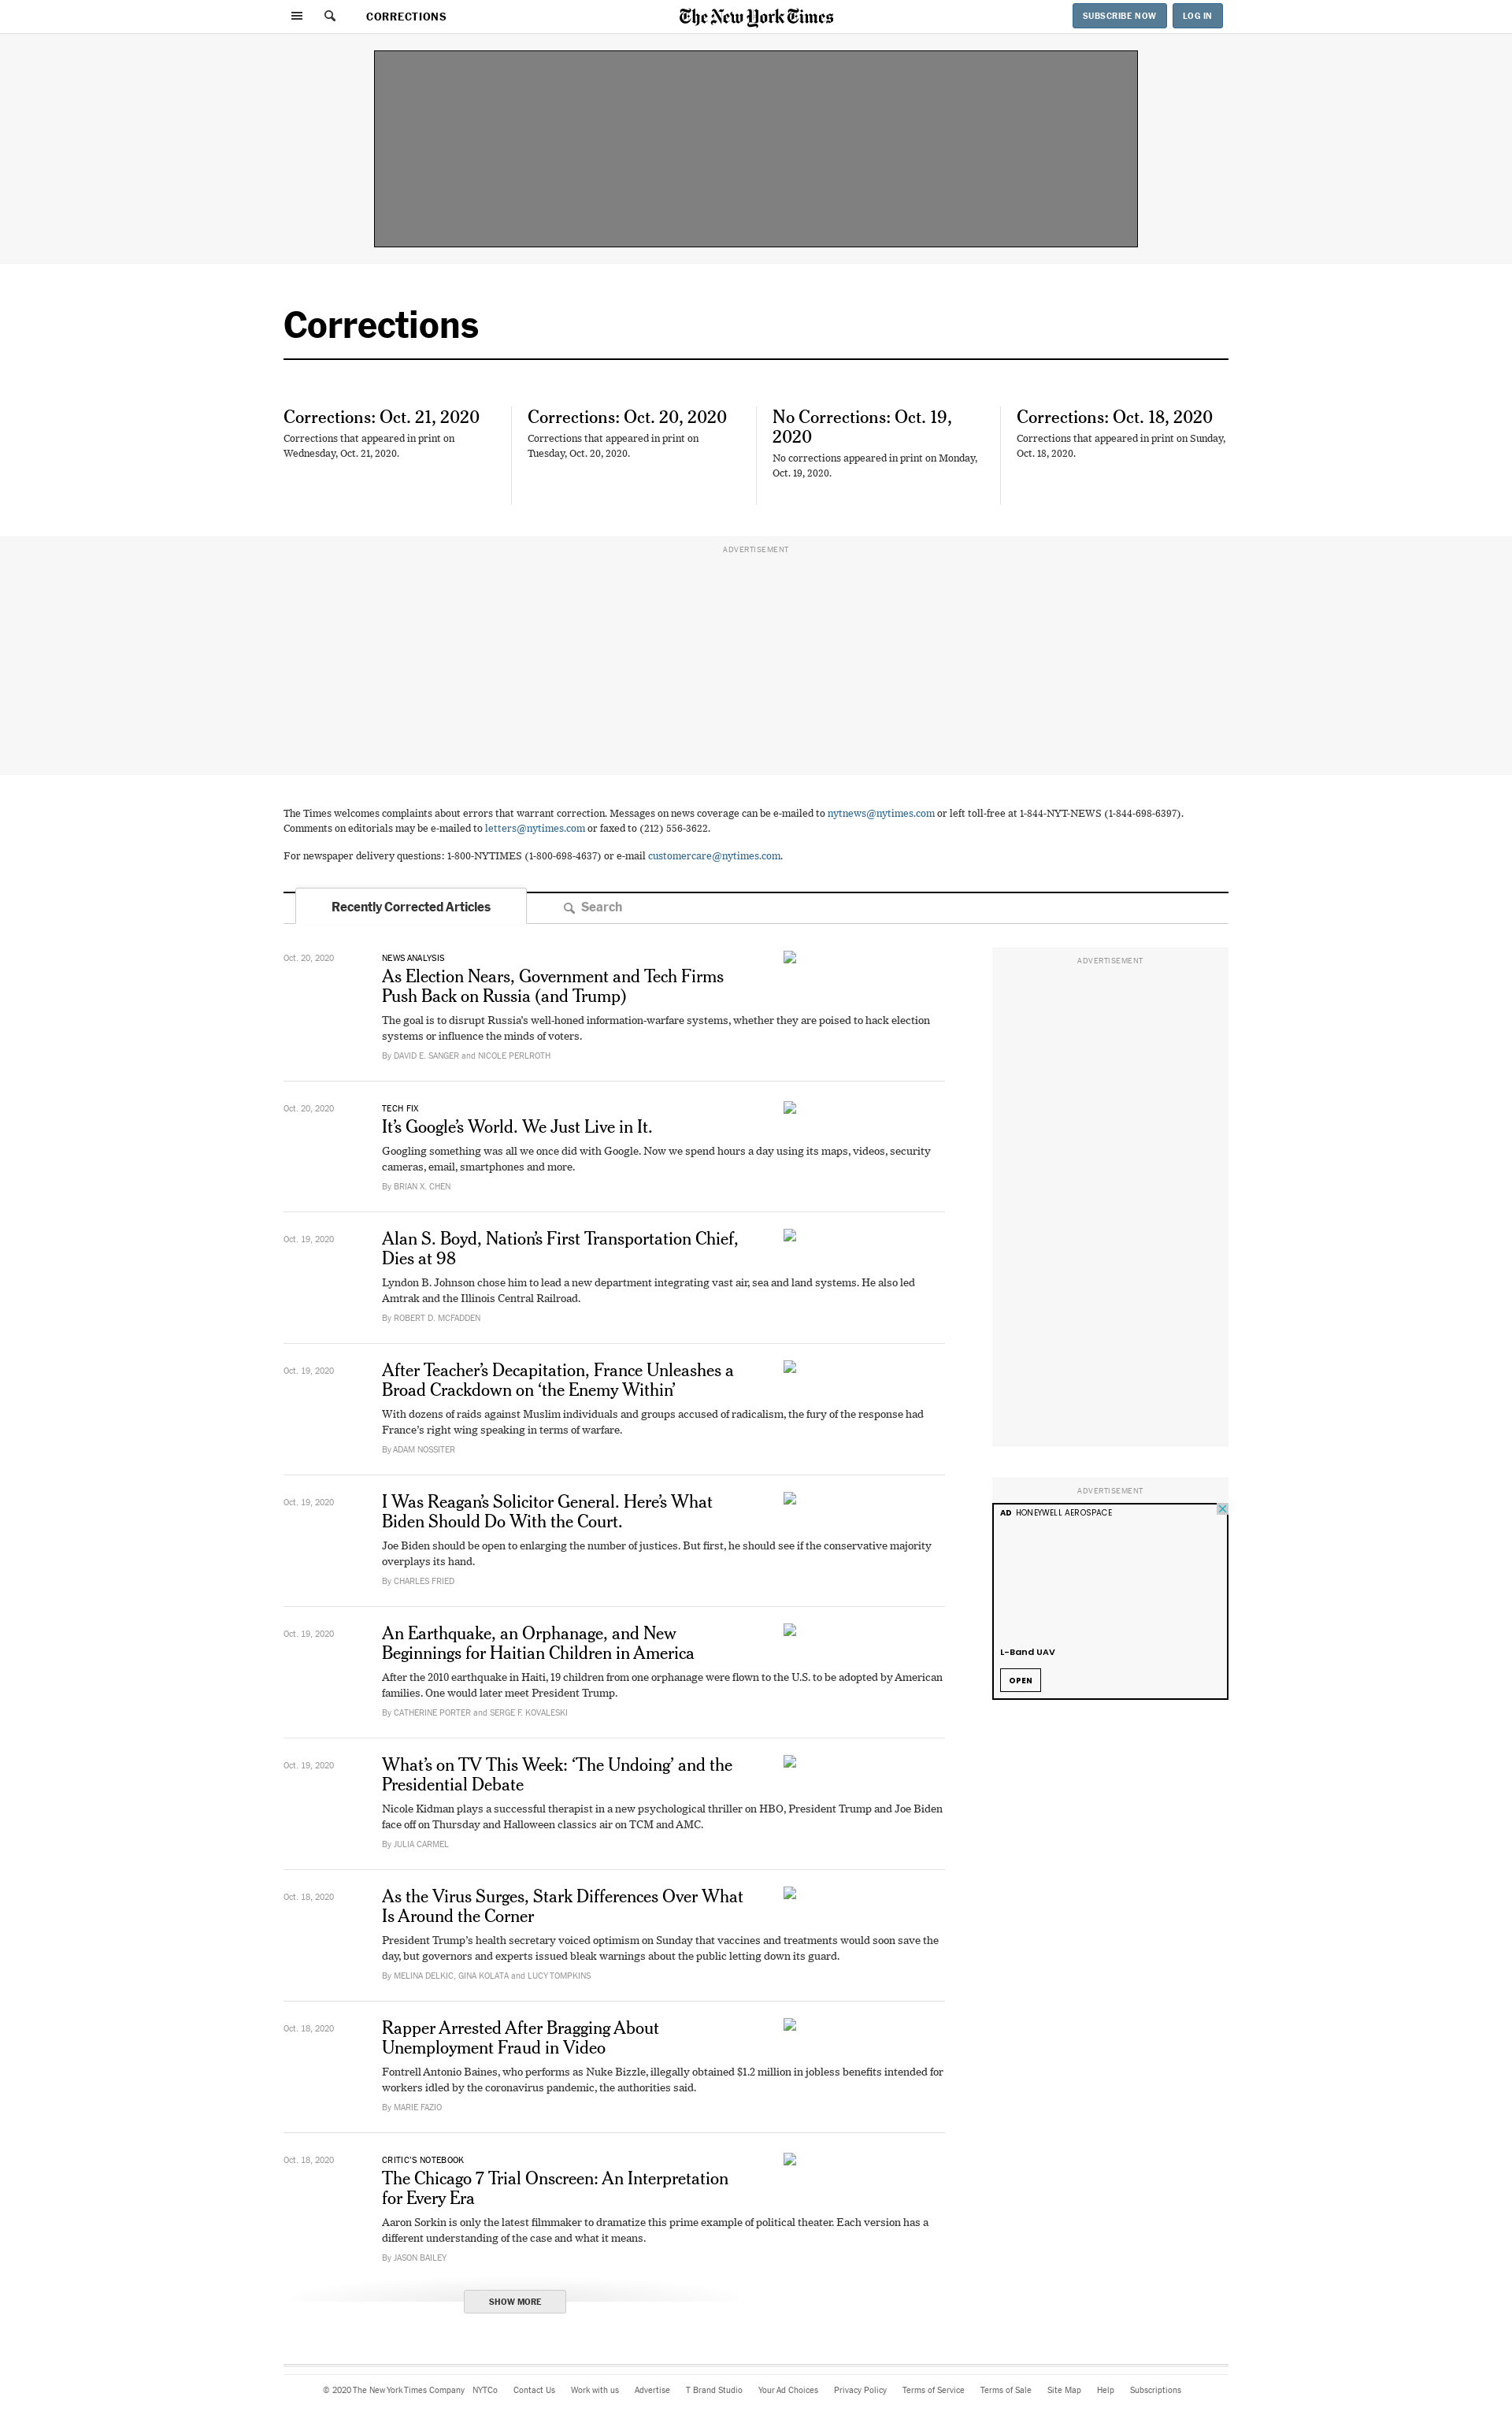 CORRECTIONS
The New York Times
SUBSCRIBE NOW
LOG IN
Corrections
Corrections: Oct. 21, 2020
Corrections that appeared in print on
Wednesday, Oct. 21, 2020.
Corrections: Oct. 20, 2020
Corrections that appeared in print on
Tuesday, Oct. 20, 2020.
No Corrections: Oct. 19,
2020
No corrections appeared in print on Monday,
Oct. 19, 2020.
Corrections: Oct. 18, 2020
Corrections that appeared in print on Sunday,
Oct. 18, 2020.
ADVERTISEMENT
The Times welcomes complaints about errors that warrant correction. Messages on news coverage can be e-mailed to nytnews@nytimes.com or left toll-free at 1-844-NYT-NEWS (1-844-698-6397).
Comments on editorials may be e-mailed to letters@nytimes.com or faxed to (212) 556-3622.
For newspaper delivery questions: 1-800-NYTIMES (1-800-698-4637) or e-mail customercare@nytimes.com.
Recently Corrected Articles
Search
Oct. 20, 2020
NEWS ANALYSIS
As Election Nears, Government and Tech Firms
Push Back on Russia (and Trump)
The goal is to disrupt Russia’s well-honed information-warfare systems, whether they are poised to hack election
systems or influence the minds of voters.
By DAVID E. SANGER and NICOLE PERLROTH
Oct. 20, 2020
TECH FIX
It’s Google’s World. We Just Live in It.
Googling something was all we once did with Google. Now we spend hours a day using its maps, videos, security
cameras, email, smartphones and more.
By BRIAN X. CHEN
Oct. 19, 2020
Alan S. Boyd, Nation’s First Transportation Chief,
Dies at 98
Lyndon B. Johnson chose him to lead a new department integrating vast air, sea and land systems. He also led
Amtrak and the Illinois Central Railroad.
By ROBERT D. MCFADDEN
Oct. 19, 2020
After Teacher’s Decapitation, France Unleashes a
Broad Crackdown on ‘the Enemy Within’
With dozens of raids against Muslim individuals and groups accused of radicalism, the fury of the response had
France’s right wing speaking in terms of warfare.
By ADAM NOSSITER
Oct. 19, 2020
I Was Reagan’s Solicitor General. Here’s What
Biden Should Do With the Court.
Joe Biden should be open to enlarging the number of justices. But first, he should see if the conservative majority
overplays its hand.
By CHARLES FRIED
Oct. 19, 2020
An Earthquake, an Orphanage, and New
Beginnings for Haitian Children in America
After the 2010 earthquake in Haiti, 19 children from one orphanage were flown to the U.S. to be adopted by American
families. One would later meet President Trump.
By CATHERINE PORTER and SERGE F. KOVALESKI
Oct. 19, 2020
What’s on TV This Week: ‘The Undoing’ and the
Presidential Debate
Nicole Kidman plays a successful therapist in a new psychological thriller on HBO, President Trump and Joe Biden
face off on Thursday and Halloween classics air on TCM and AMC.
By JULIA CARMEL
Oct. 18, 2020
As the Virus Surges, Stark Differences Over What
Is Around the Corner
President Trump’s health secretary voiced optimism on Sunday that vaccines and treatments would soon save the
day, but governors and experts issued bleak warnings about the public letting down its guard.
By MELINA DELKIC, GINA KOLATA and LUCY TOMPKINS
Oct. 18, 2020
Rapper Arrested After Bragging About
Unemployment Fraud in Video
Fontrell Antonio Baines, who performs as Nuke Bizzle, illegally obtained $1.2 million in jobless benefits intended for
workers idled by the coronavirus pandemic, the authorities said.
By MARIE FAZIO
Oct. 18, 2020
CRITIC’S NOTEBOOK
The Chicago 7 Trial Onscreen: An Interpretation
for Every Era
Aaron Sorkin is only the latest filmmaker to dramatize this prime example of political theater. Each version has a
different understanding of the case and what it means.
By JASON BAILEY
SHOW MORE
ADVERTISEMENT
ADVERTISEMENT
AD HONEYWELL AEROSPACE
L-Band UAV
OPEN
© 2020 The New York Times Company NYTCo Contact Us Work with us Advertise T Brand Studio Your Ad Choices Privacy Policy Terms of Service Terms of Sale Site Map Help Subscriptions